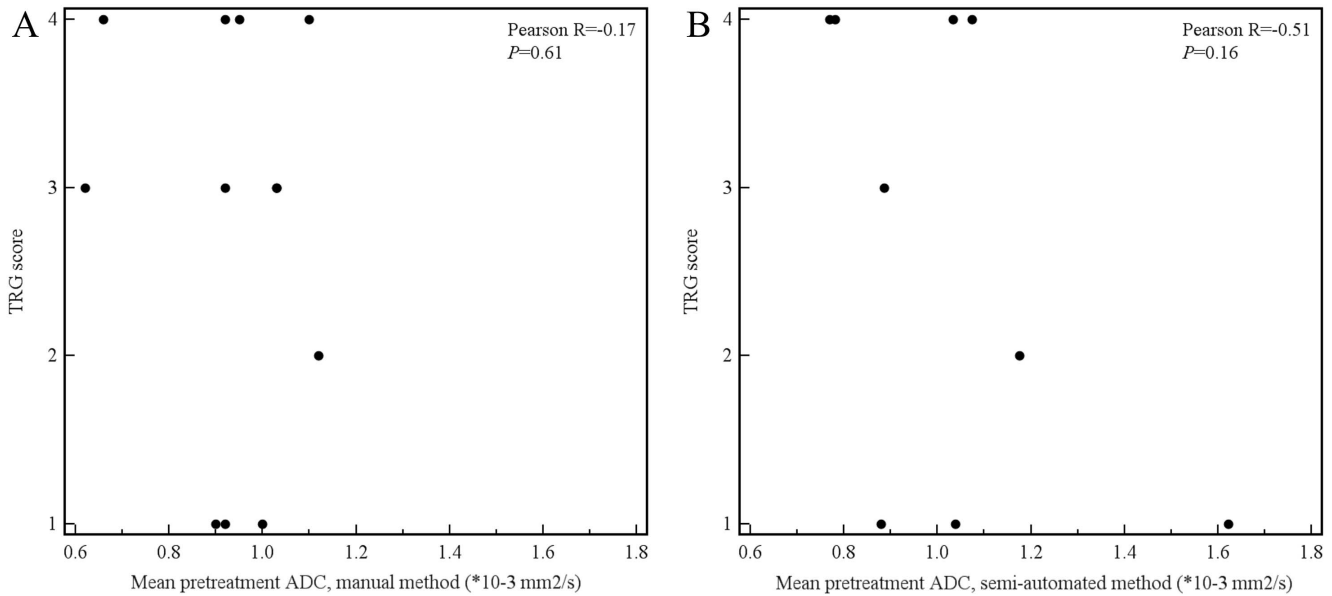 A
Pearson R=-0.17
P=0.61
4
3
2
1
TRG score
0.6 0.8 1.0 1.2 1.4 1.6 1.8
Mean pretreatment ADC, manual method (*10-3 mm2/s)
B
Pearson R=-0.51
P=0.16
4
3
2
1
TRG score
0.6 0.8 1.0 1.2 1.4 1.6 1.8
Mean pretreatment ADC, semi-automated method (*10-3 mm2/s)